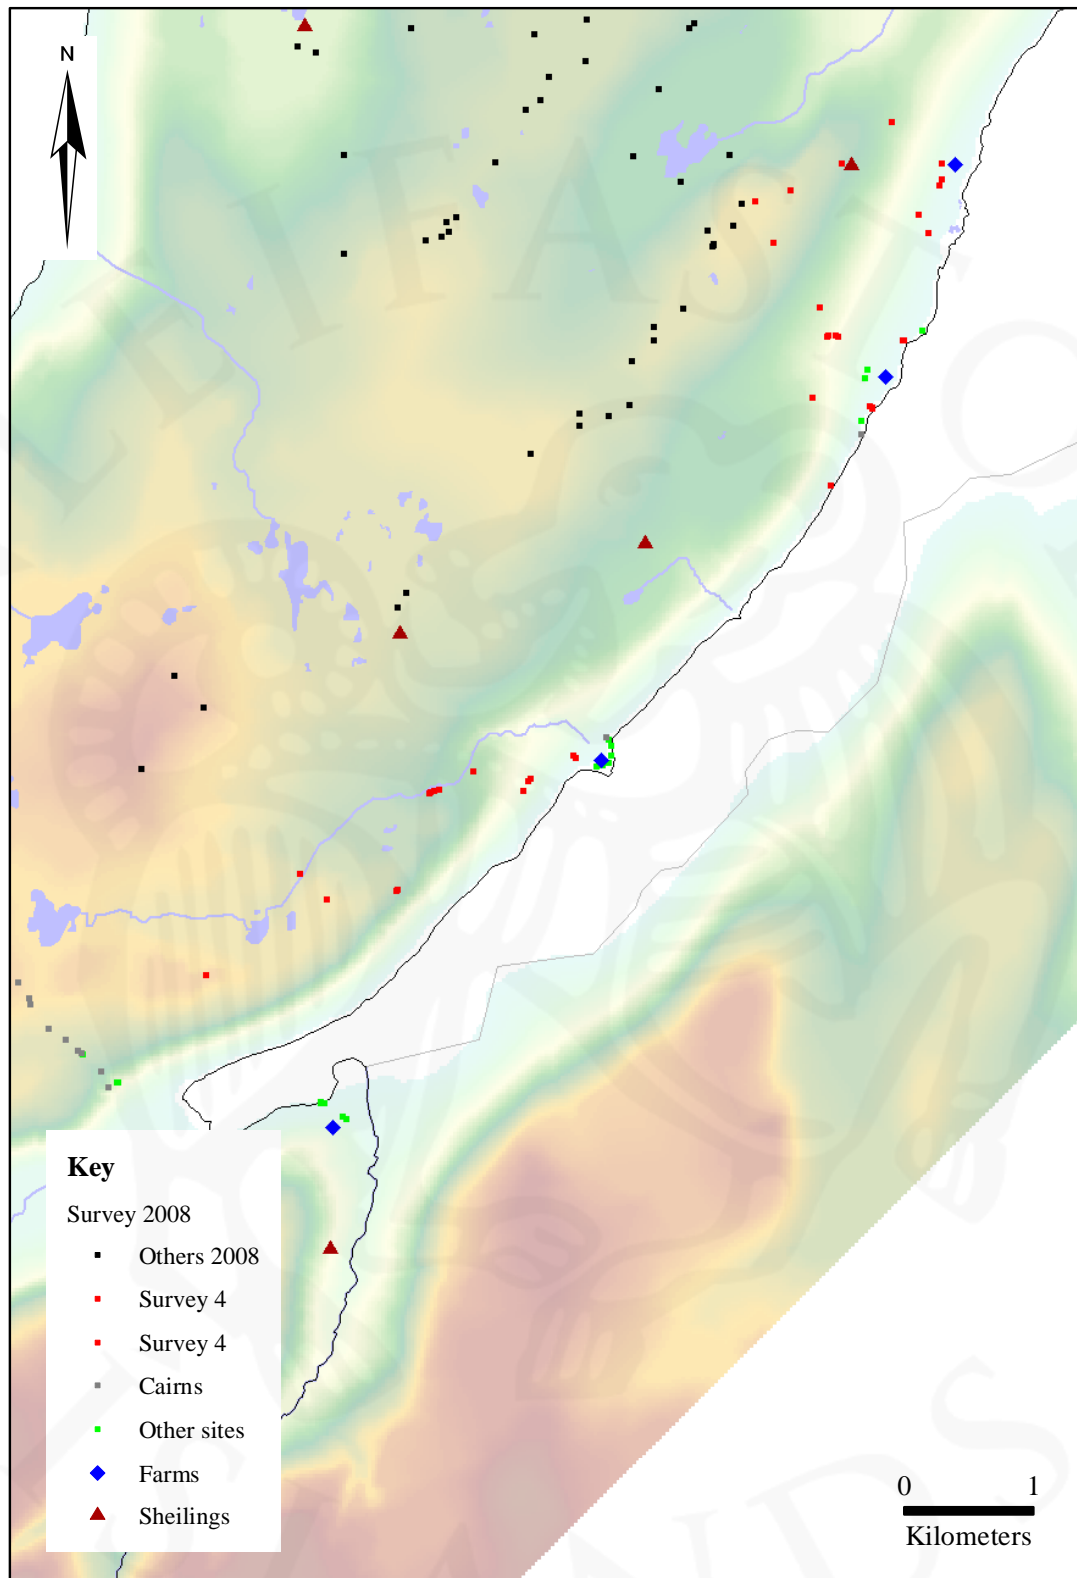 N
Key
Survey 2008
Others 2008
Survey 4
Survey 4
Cairns
Other sites
Farms
Sheilings
0 1
Kilometers